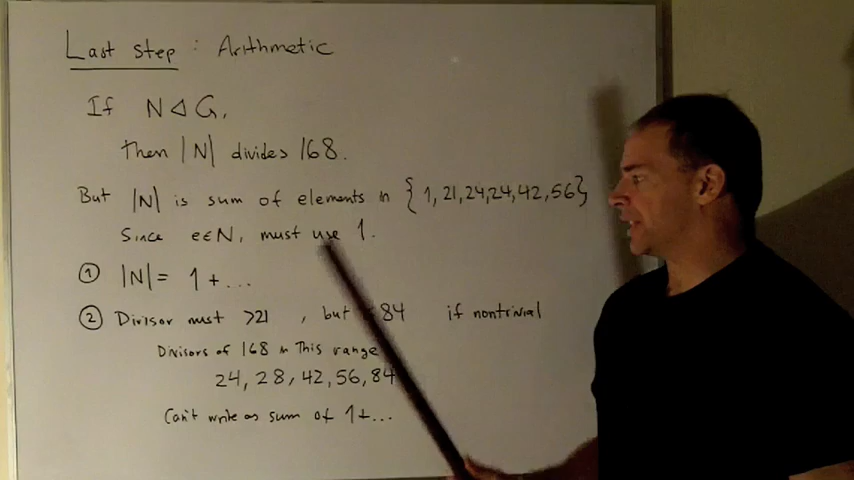 Last step : Arithmetic
If N ⊲ G,
then |N| divides 168.
But |N| is sum of elements in { 1, 21, 24, 24, 42, 56 },
Since e∈N, must use 1.
① |N| = 1 + ...
② Divisor must >21 , but 84 if nontrivial
Divisors of 168 in this range
24, 28, 42, 56, 84
Can't write as sum of 1+...